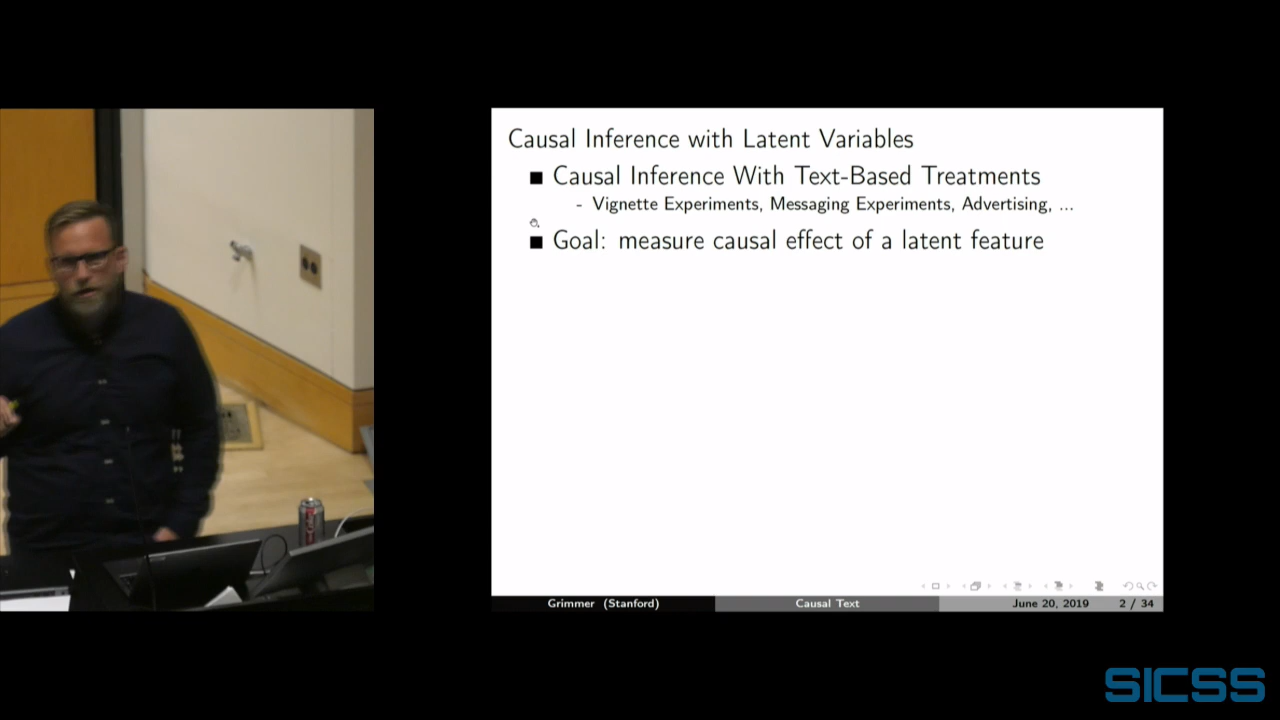 Causal Inference with Latent Variables
■ Causal Inference With Text-Based Treatments
- Vignette Experiments, Messaging Experiments, Advertising, ...
■ Goal: measure causal effect of a latent feature
Grimmer (Stanford) Causal Text June 20, 2019 2 / 34
SICSS